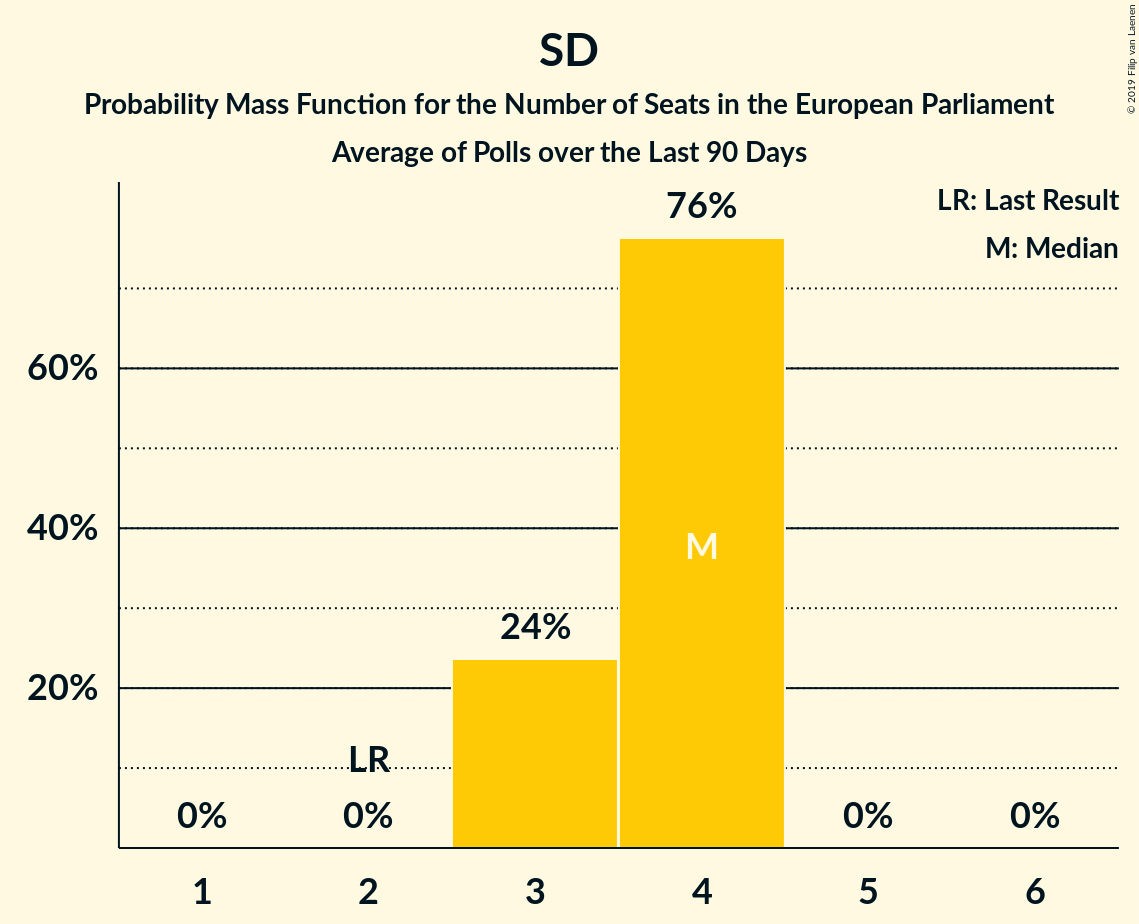 SD
Probability Mass Function for the Number of Seats in the European Parliament
Average of Polls over the Last 90 Days
© 2019 Filip van Laenen
LR: Last Result
M: Median
76%
60%
40%
M
24%
20%
LR
0%
0%
0%
0%
1
2
3
4
5
6